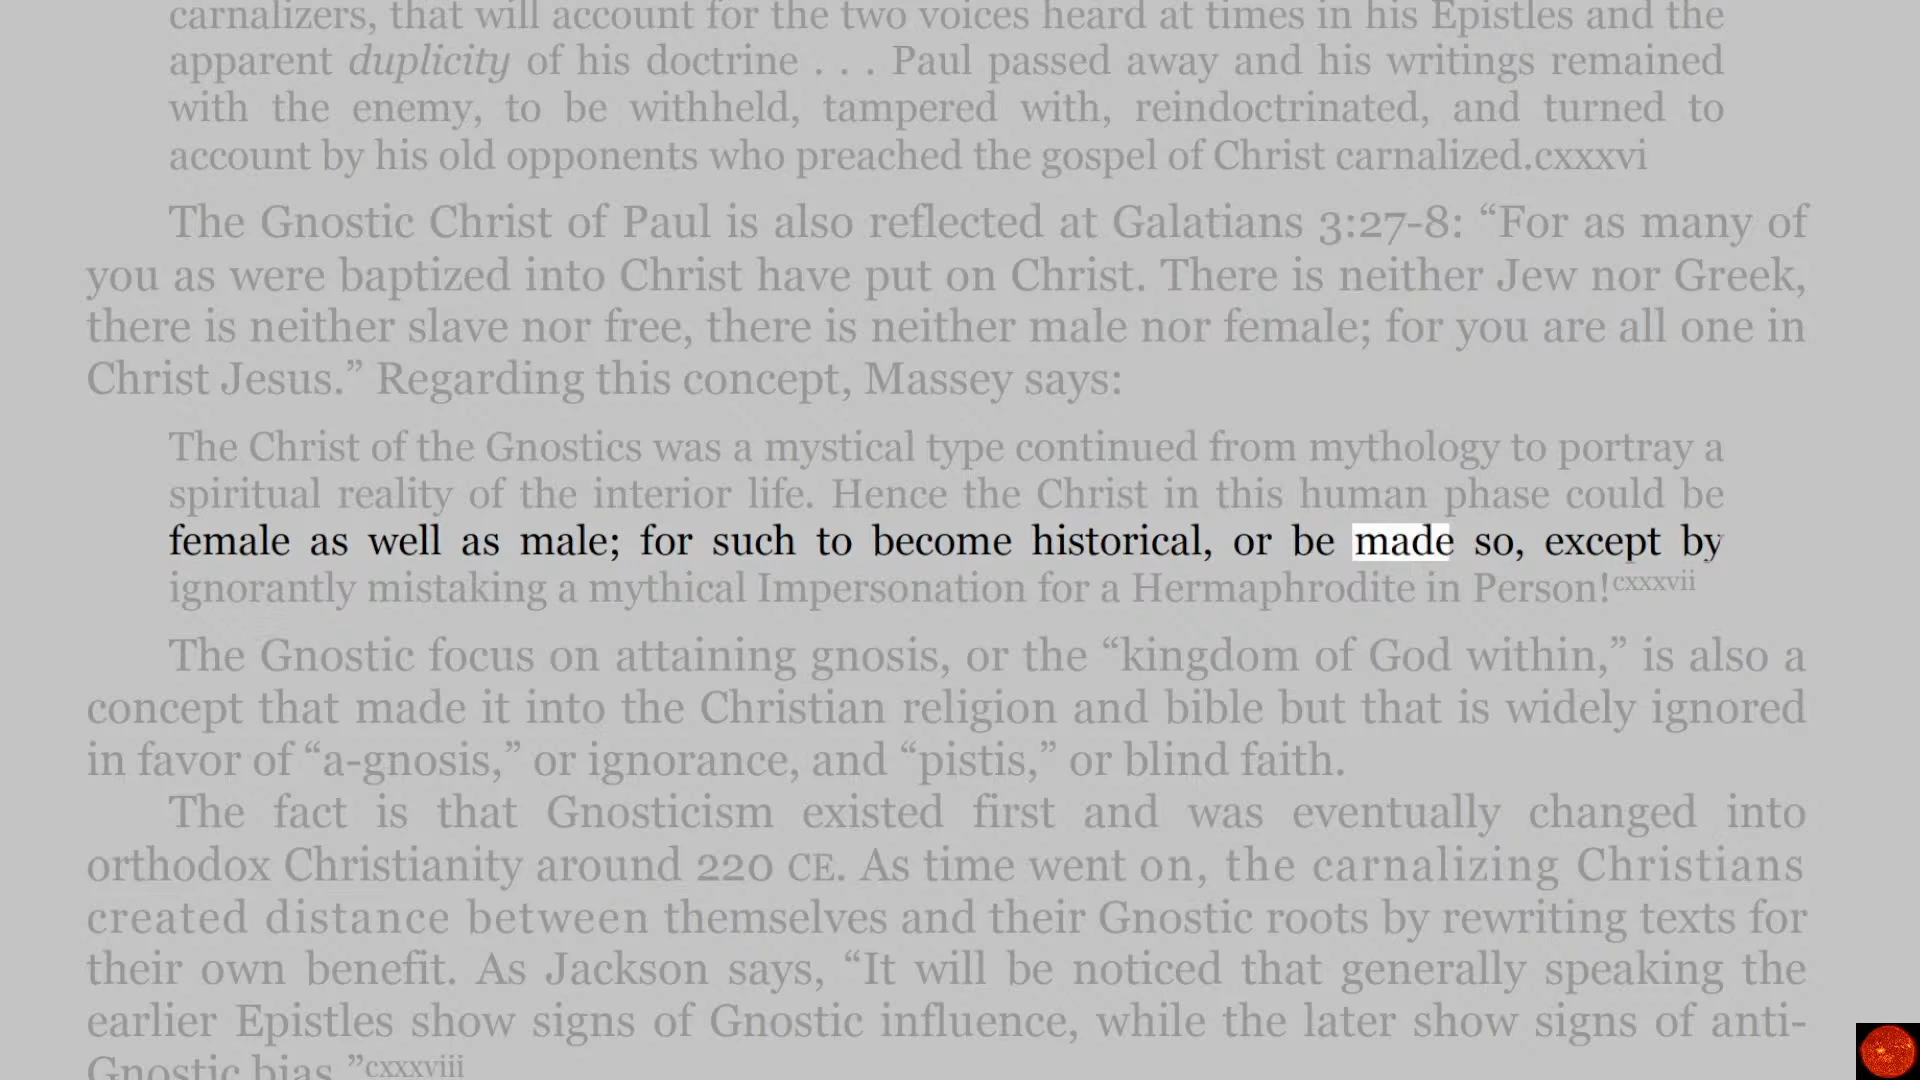 carnalizers, that will account for the two voices heard at times in his Epistles and the
apparent duplicity of his doctrine . . . Paul passed away and his writings remained
with the enemy, to be withheld, tampered with, reindoctrinated, and turned to
account by his old opponents who preached the gospel of Christ carnalized.cxxxvi
The Gnostic Christ of Paul is also reflected at Galatians 3:27-8: “For as many of
you as were baptized into Christ have put on Christ. There is neither Jew nor Greek,
there is neither slave nor free, there is neither male nor female; for you are all one in
Christ Jesus.” Regarding this concept, Massey says:
The Christ of the Gnostics was a mystical type continued from mythology to portray a
spiritual reality of the interior life. Hence the Christ in this human phase could be
female as well as male; for such to become historical, or be made so, except by
ignorantly mistaking a mythical Impersonation for a Hermaphrodite in Person!cxxxvii
The Gnostic focus on attaining gnosis, or the “kingdom of God within,” is also a
concept that made it into the Christian religion and bible but that is widely ignored
in favor of “a-gnosis,” or ignorance, and “pistis,” or blind faith.
The fact is that Gnosticism existed first and was eventually changed into
orthodox Christianity around 220 CE. As time went on, the carnalizing Christians
created distance between themselves and their Gnostic roots by rewriting texts for
their own benefit. As Jackson says, “It will be noticed that generally speaking the
earlier Epistles show signs of Gnostic influence, while the later show signs of anti-
Gnostic bias.”cxxxviii